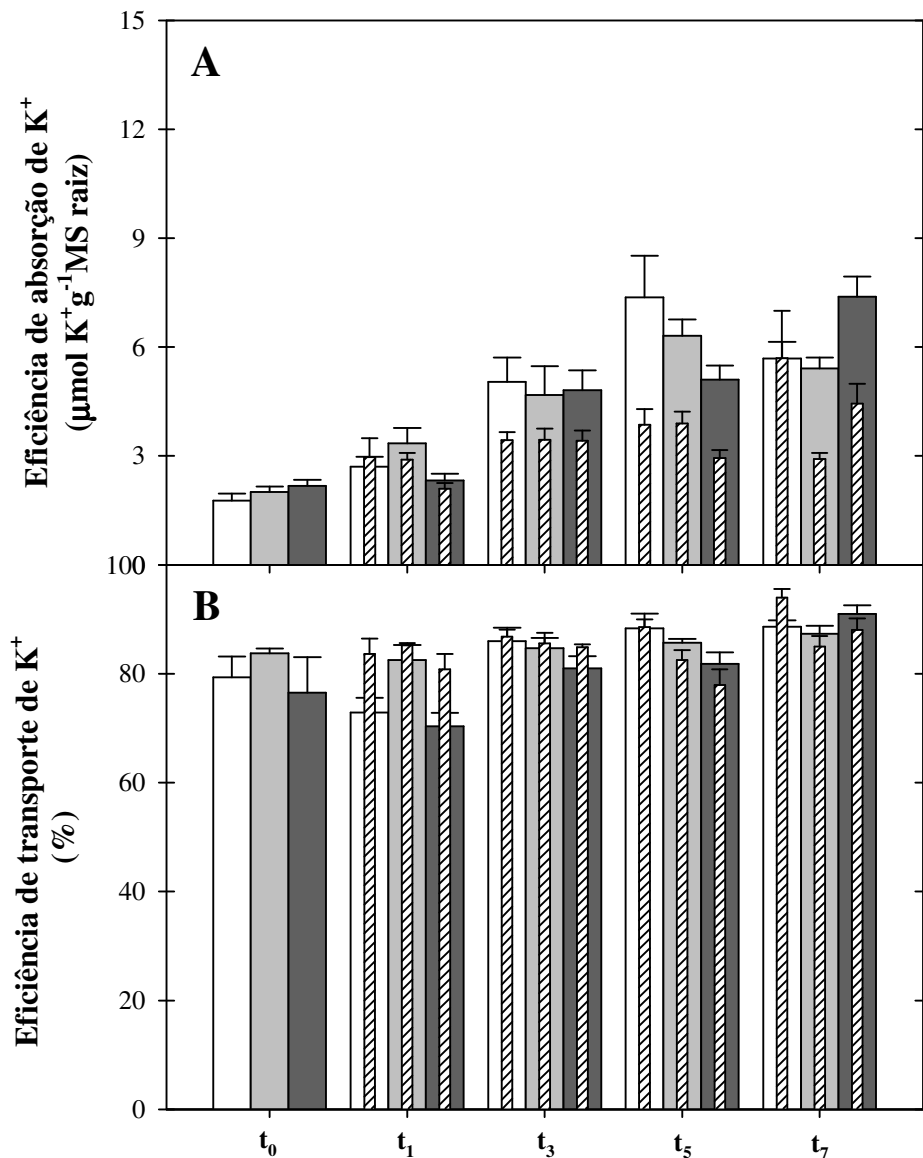 A
Eficiência de absorção de K⁺
(μmol K⁺g⁻¹MS raiz)
15
12
9
6
3
0
B
Eficiência de transporte de K⁺
(%)
100
80
60
40
20
0
t₀ t₁ t₃ t₅ t₇